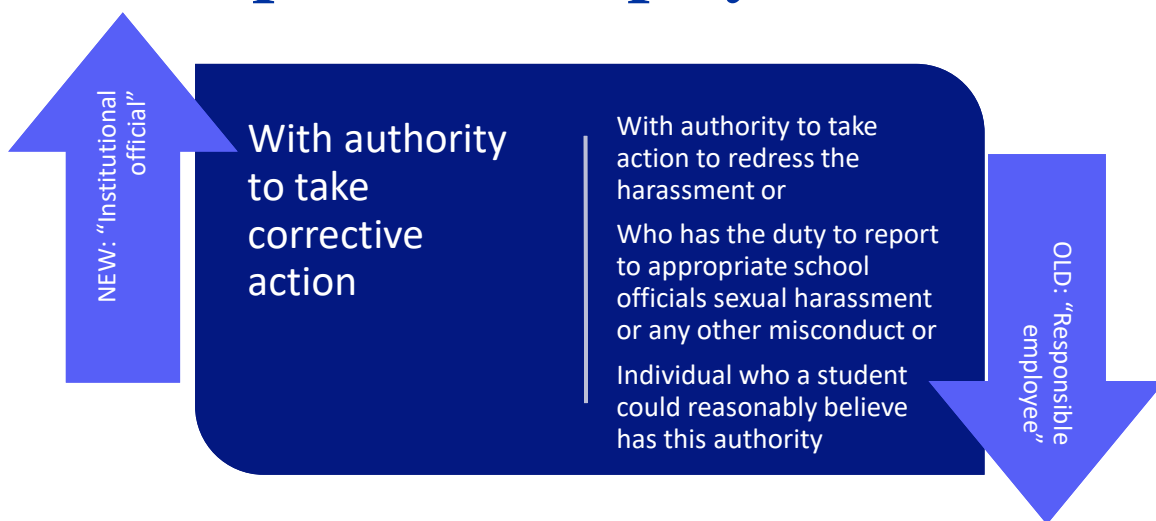 NEW: “Institutional
official”
With authority
to take
corrective
action
With authority to take
action to redress the
harassment or
Who has the duty to report
to appropriate school
officials sexual harassment
or any other misconduct or
Individual who a student
could reasonably believe
has this authority
OLD: “Responsible
employee”